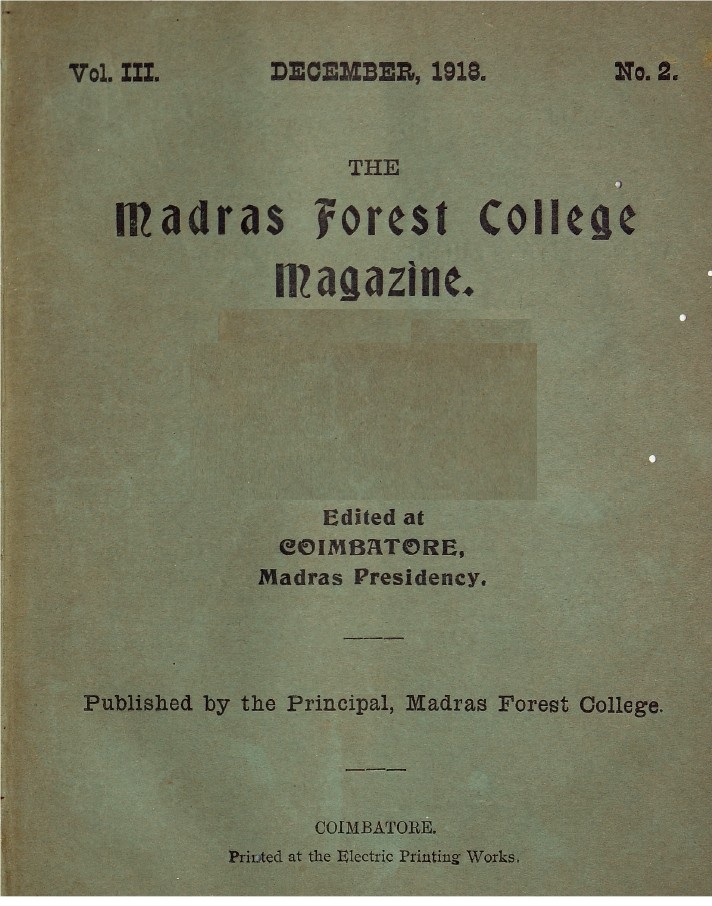 Vol. III. DECEMBER, 1918. No. 2.
THE
Madras Forest College
Magazine.
Edited at
COIMBATORE,
Madras Presidency.
Published by the Principal, Madras Forest College.
COIMBATORE.
Printed at the Electric Printing Works.